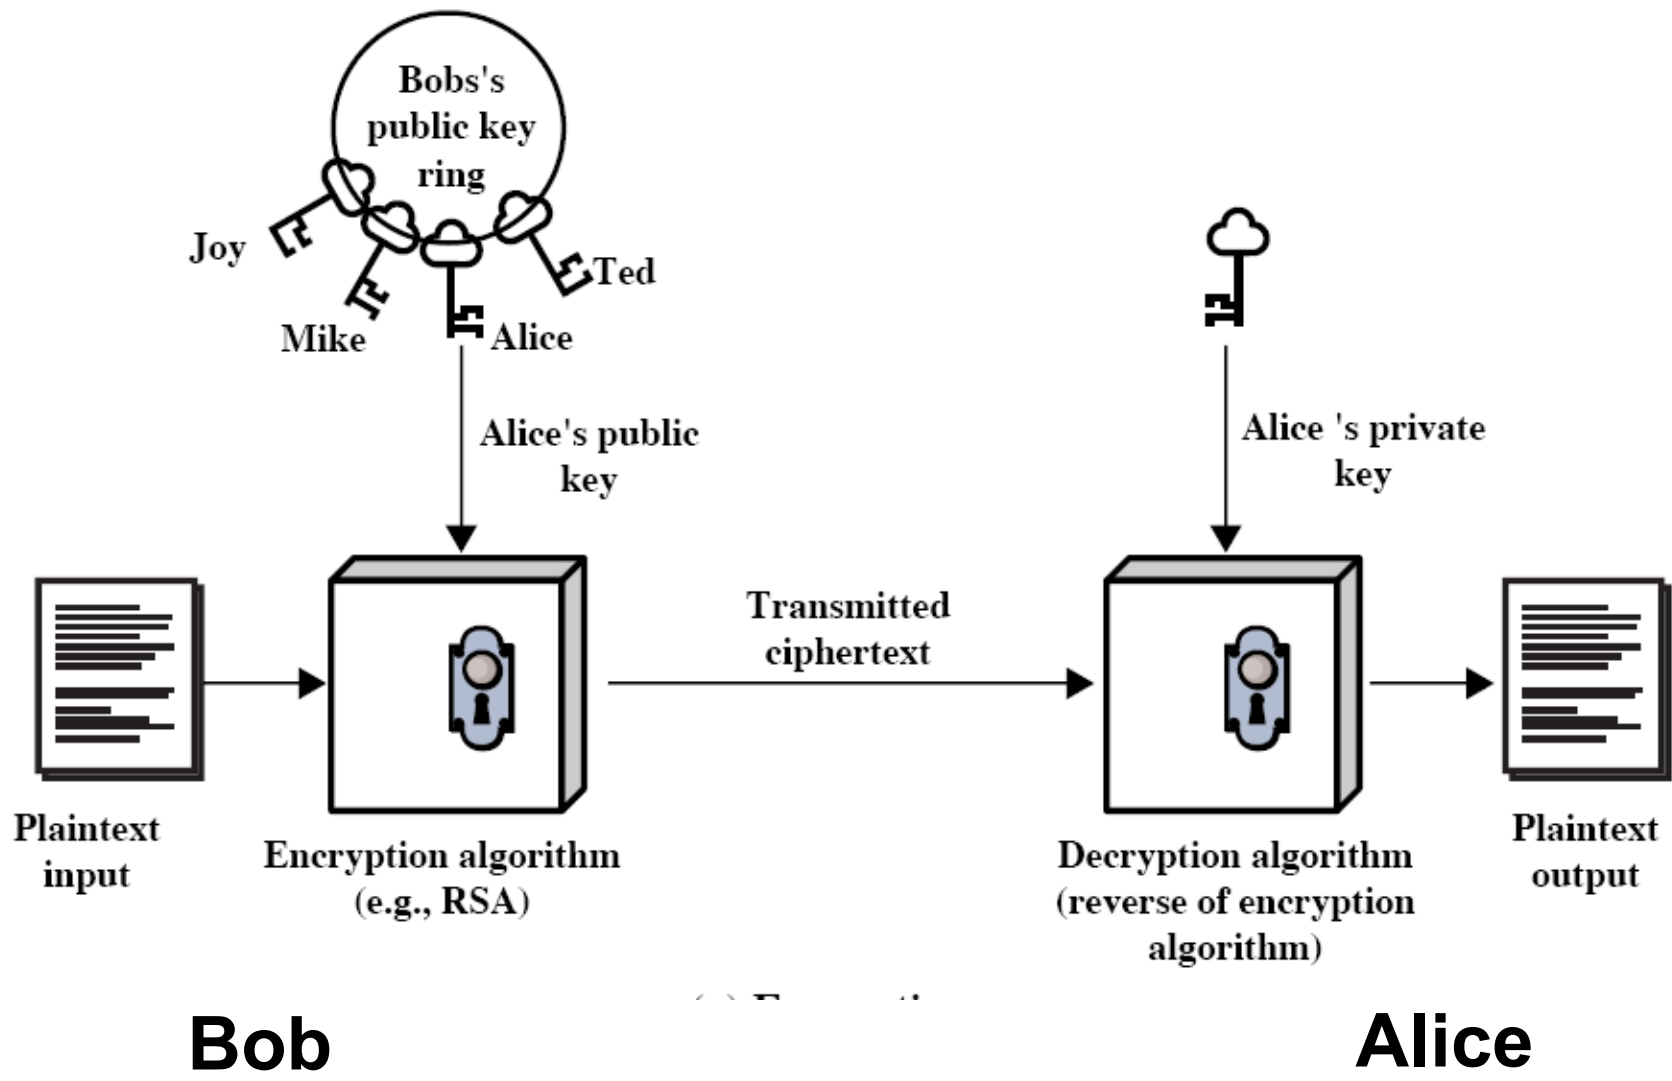 Bobs's
public key
ring
Joy
Ted
Mike
Alice
Alice's public
key
Alice 's private
key
Transmitted
ciphertext
Plaintext
input
Encryption algorithm
(e.g., RSA)
Decryption algorithm
(reverse of encryption
algorithm)
Plaintext
output
Bob
Alice